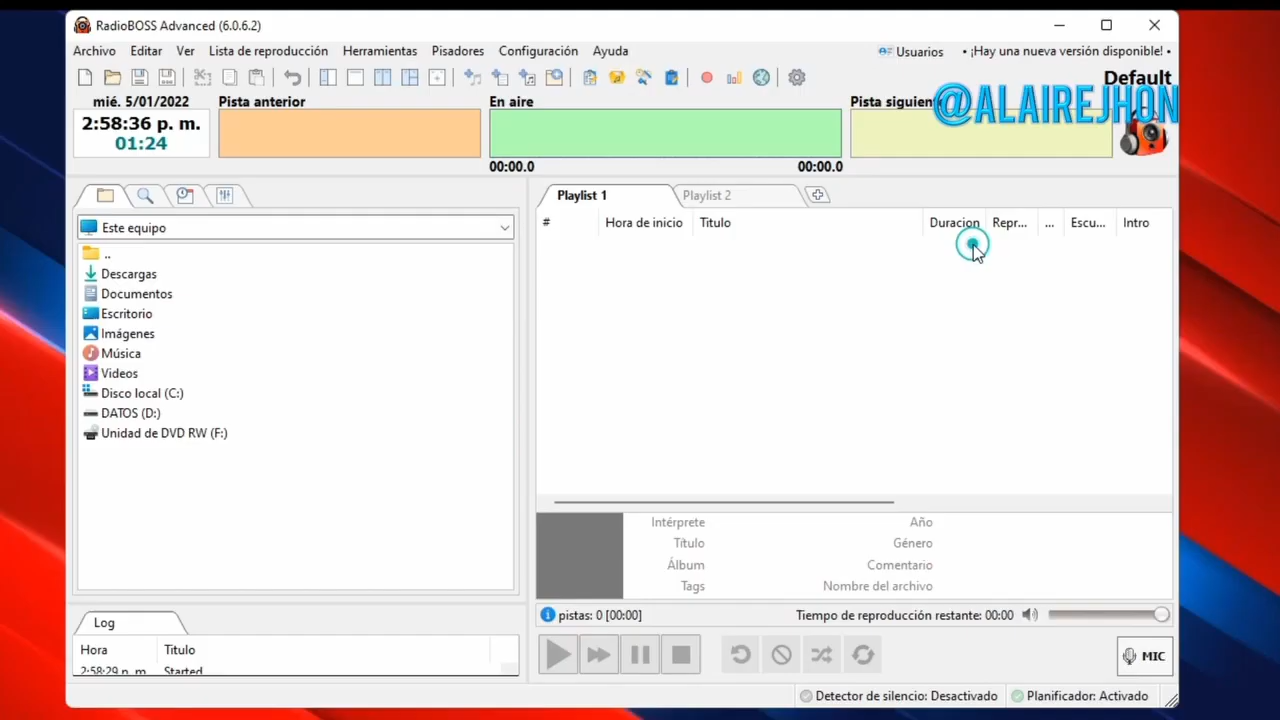 RadioBOSS Advanced (6.0.6.2)
Archivo Editar Ver Lista de reproducción Herramientas Pisadores Configuración Ayuda Usuarios • ¡Hay una nueva versión disponible! •
Default
mié. 5/01/2022 Pista anterior En aire Pista siguiente
@ALAIREJHON
2:58:36 p. m.
01:24
00:00.0 00:00.0
Playlist 1 Playlist 2
Este equipo
# Hora de inicio Titulo Duracion Repr... ... Escu... Intro
..
Descargas
Documentos
Escritorio
Imágenes
Música
Videos
Disco local (C:)
DATOS (D:)
Unidad de DVD RW (F:)
Intérprete Año
Título Género
Álbum Comentario
Tags Nombre del archivo
pistas: 0 [00:00] Tiempo de reproducción restante: 00:00
Log
Hora Titulo
2:58:29 p. m. Started
MIC
Detector de silencio: Desactivado Planificador: Activado